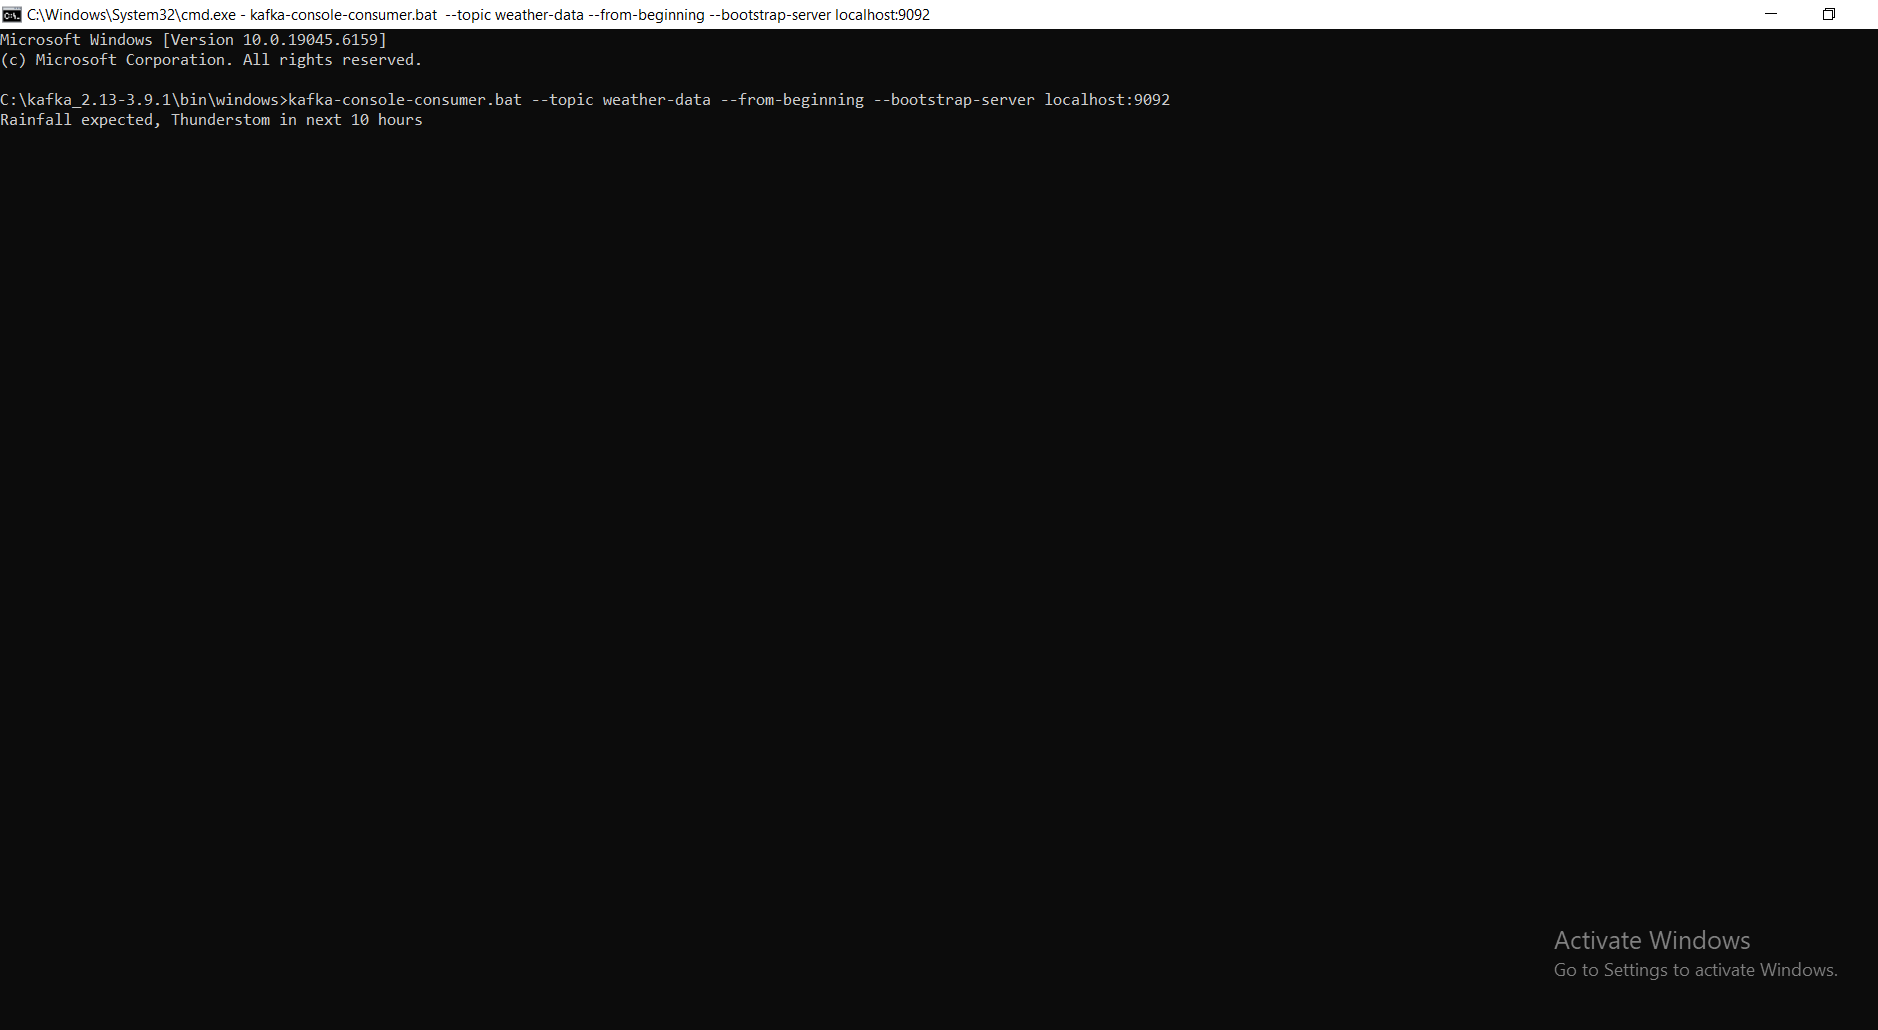 C:\Windows\System32\cmd.exe - kafka-console-consumer.bat  --topic weather-data --from-beginning --bootstrap-server localhost:9092
Microsoft Windows [Version 10.0.19045.6159]
(c) Microsoft Corporation. All rights reserved.
C:\kafka_2.13-3.9.1\bin\windows>kafka-console-consumer.bat --topic weather-data --from-beginning --bootstrap-server localhost:9092
Rainfall expected, Thunderstom in next 10 hours
Activate Windows
Go to Settings to activate Windows.